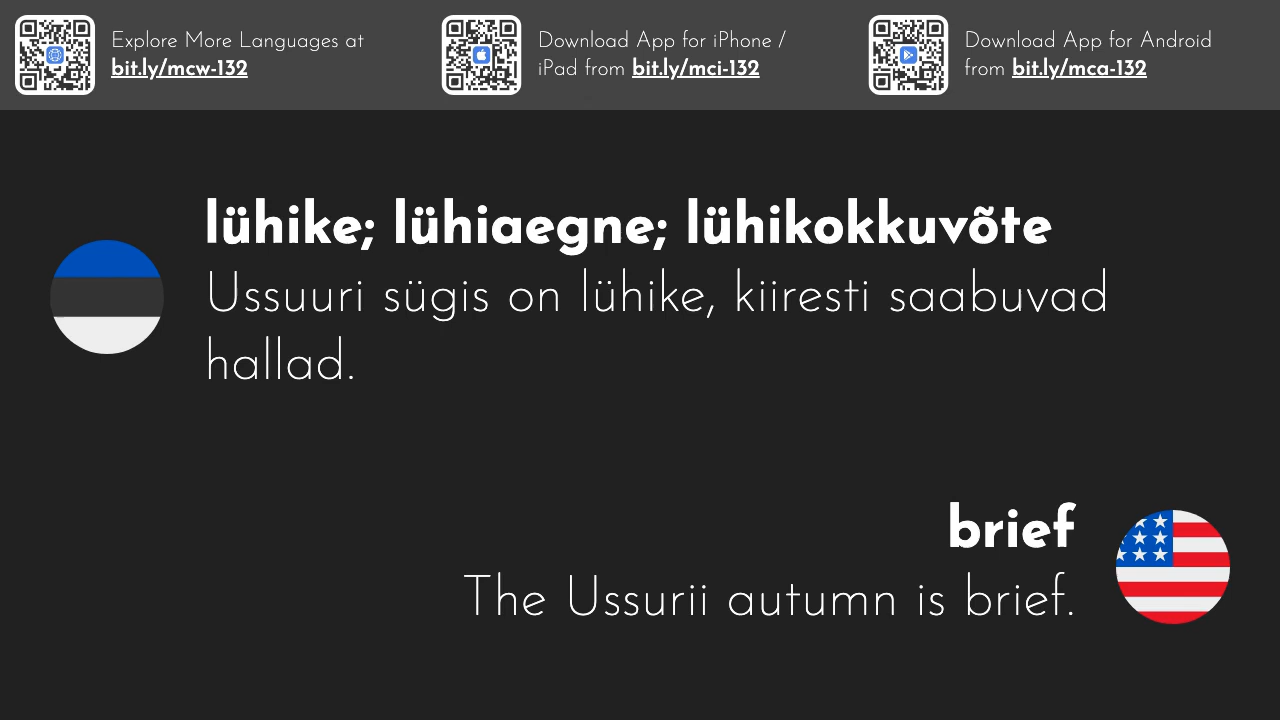 Explore More Languages at
bit.ly/mcw-132
Download App for iPhone /
iPad from bit.ly/mci-132
Download App for Android
from bit.ly/mca-132
lühike; lühiaegne; lühikokkuvõte
Ussuuri sügis on lühike, kiiresti saabuvad
hallad.
brief
The Ussurii autumn is brief.